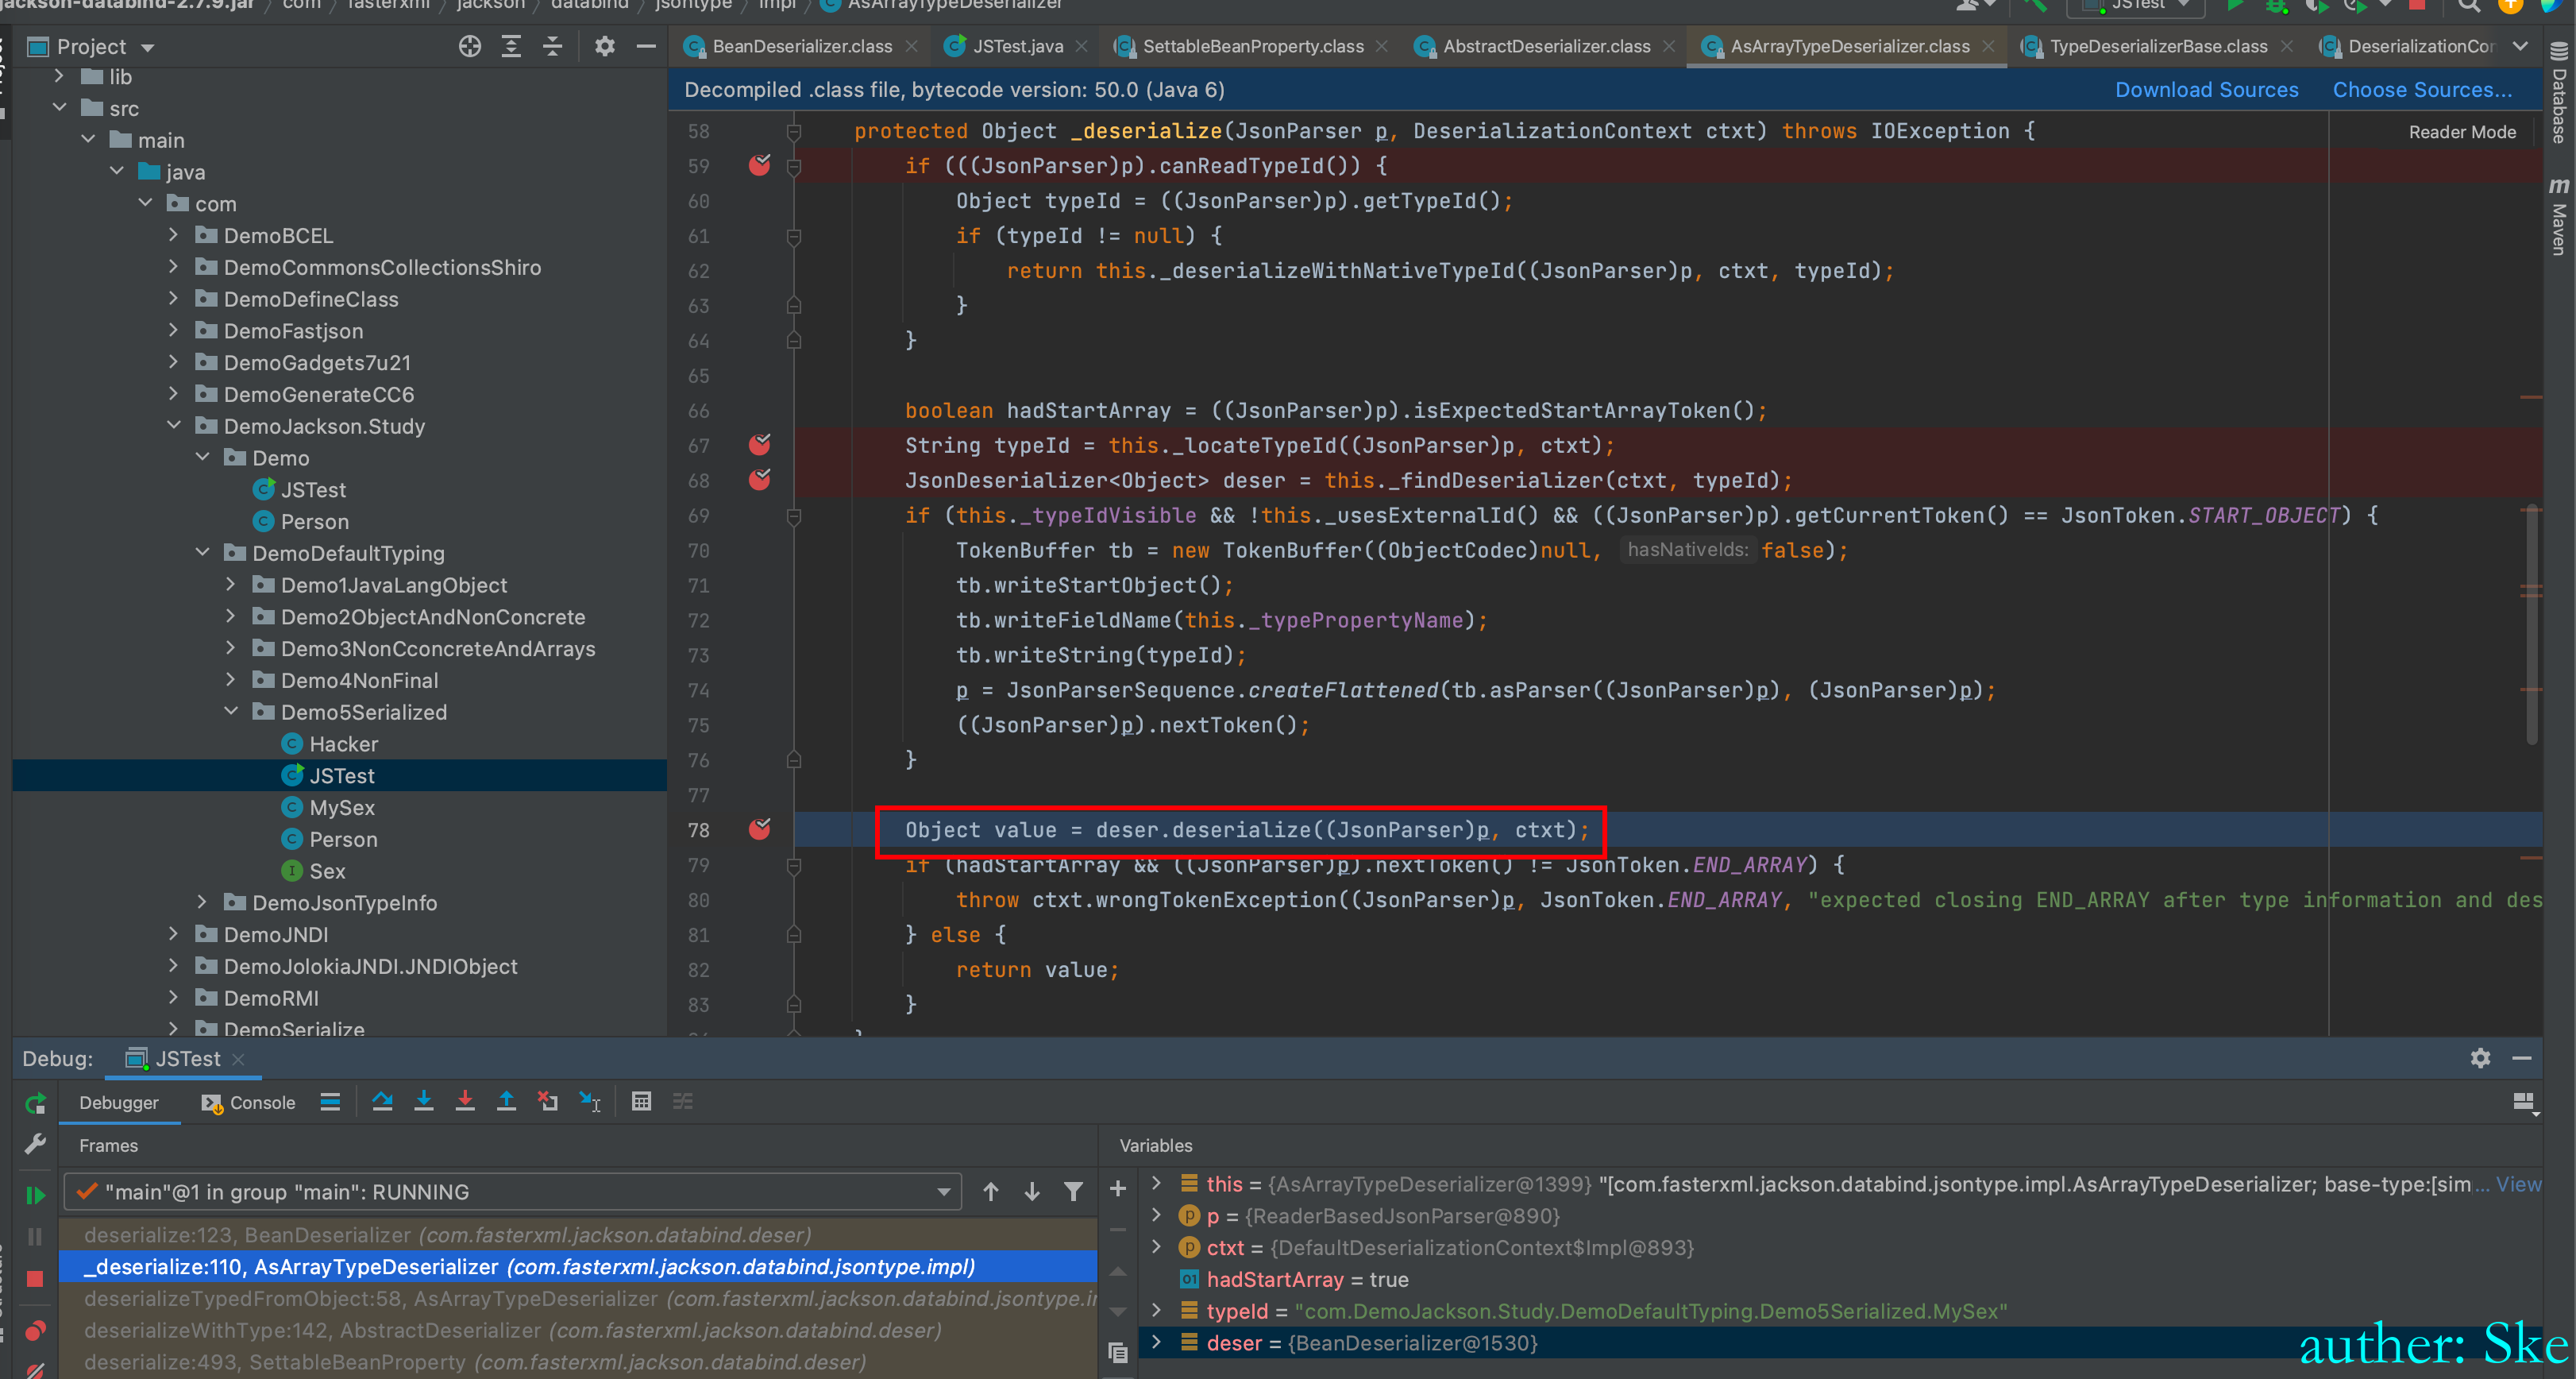 jackson-databind-2.7.9.jar com fasterxml jackson databind jsontype impl AsArrayTypeDeserializer
JSTest
Project
BeanDeserializer.class JSTest.java SettableBeanProperty.class AbstractDeserializer.class AsArrayTypeDeserializer.class TypeDeserializerBase.class DeserializationCon
Decompiled .class file, bytecode version: 50.0 (Java 6) Download Sources Choose Sources...
Reader Mode
lib
src
main
java
com
DemoBCEL
DemoCommonsCollectionsShiro
DemoDefineClass
DemoFastjson
DemoGadgets7u21
DemoGenerateCC6
DemoJackson.Study
Demo
JSTest
Person
DemoDefaultTyping
Demo1JavaLangObject
Demo2ObjectAndNonConcrete
Demo3NonCconcreteAndArrays
Demo4NonFinal
Demo5Serialized
Hacker
JSTest
MySex
Person
Sex
DemoJsonTypeInfo
DemoJNDI
DemoJolokiaJNDI.JNDIObject
DemoRMI
DemoSerialize
58 protected Object _deserialize(JsonParser p, DeserializationContext ctxt) throws IOException {
59 if (((JsonParser)p).canReadTypeId()) {
60 Object typeId = ((JsonParser)p).getTypeId();
61 if (typeId != null) {
62 return this._deserializeWithNativeTypeId((JsonParser)p, ctxt, typeId);
63 }
64 }
65
66 boolean hadStartArray = ((JsonParser)p).isExpectedStartArrayToken();
67 String typeId = this._locateTypeId((JsonParser)p, ctxt);
68 JsonDeserializer<Object> deser = this._findDeserializer(ctxt, typeId);
69 if (this._typeIdVisible && !this._usesExternalId() && ((JsonParser)p).getCurrentToken() == JsonToken.START_OBJECT) {
70 TokenBuffer tb = new TokenBuffer((ObjectCodec)null, hasNativeIds: false);
71 tb.writeStartObject();
72 tb.writeFieldName(this._typePropertyName);
73 tb.writeString(typeId);
74 p = JsonParserSequence.createFlattened(tb.asParser((JsonParser)p), (JsonParser)p);
75 ((JsonParser)p).nextToken();
76 }
77
78 Object value = deser.deserialize((JsonParser)p, ctxt);
79 if (hadStartArray && ((JsonParser)p).nextToken() != JsonToken.END_ARRAY) {
80 throw ctxt.wrongTokenException((JsonParser)p, JsonToken.END_ARRAY, "expected closing END_ARRAY after type information and des
81 } else {
82 return value;
83 }
Database
Maven
Debug: JSTest
Debugger Console
Frames
"main"@1 in group "main": RUNNING
deserialize:123, BeanDeserializer (com.fasterxml.jackson.databind.deser)
_deserialize:110, AsArrayTypeDeserializer (com.fasterxml.jackson.databind.jsontype.impl)
deserializeTypedFromObject:58, AsArrayTypeDeserializer (com.fasterxml.jackson.databind.jsontype.ir
deserializeWithType:142, AbstractDeserializer (com.fasterxml.jackson.databind.deser)
deserialize:493, SettableBeanProperty (com.fasterxml.jackson.databind.deser)
Variables
this = {AsArrayTypeDeserializer@1399} "[com.fasterxml.jackson.databind.jsontype.impl.AsArrayTypeDeserializer; base-type:[sim... View
p = {ReaderBasedJsonParser@890}
ctxt = {DefaultDeserializationContext$Impl@893}
hadStartArray = true
typeId = "com.DemoJackson.Study.DemoDefaultTyping.Demo5Serialized.MySex"
deser = {BeanDeserializer@1530}
auther: Ske